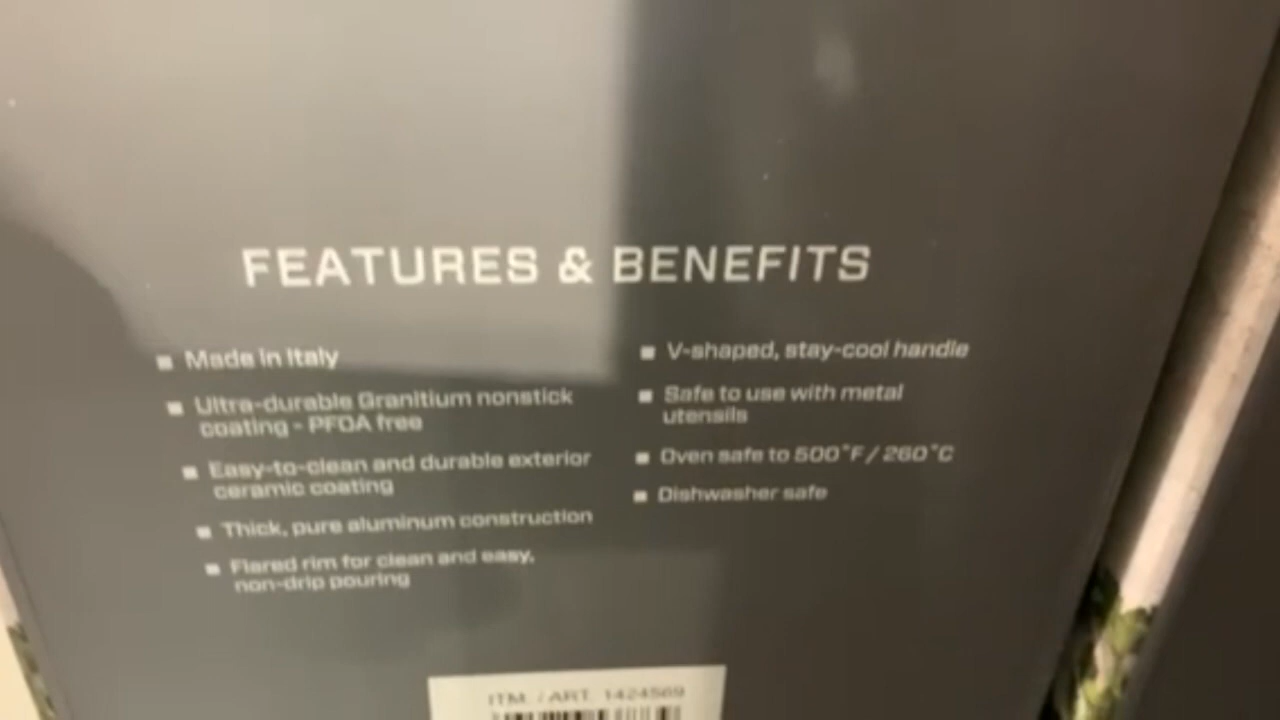 FEATURES & BENEFITS
▪ Made in Italy
▪ Ultra-durable Granitium nonstick
coating - PFOA free
▪ Easy-to-clean and durable exterior
ceramic coating
▪ Thick, pure aluminum construction
▪ Flared rim for clean and easy,
non-drip pouring
▪ V-shaped, stay-cool handle
▪ Safe to use with metal
utensils
▪ Oven safe to 500°F / 260°C
▪ Dishwasher safe
ITM. / ART. 1424569